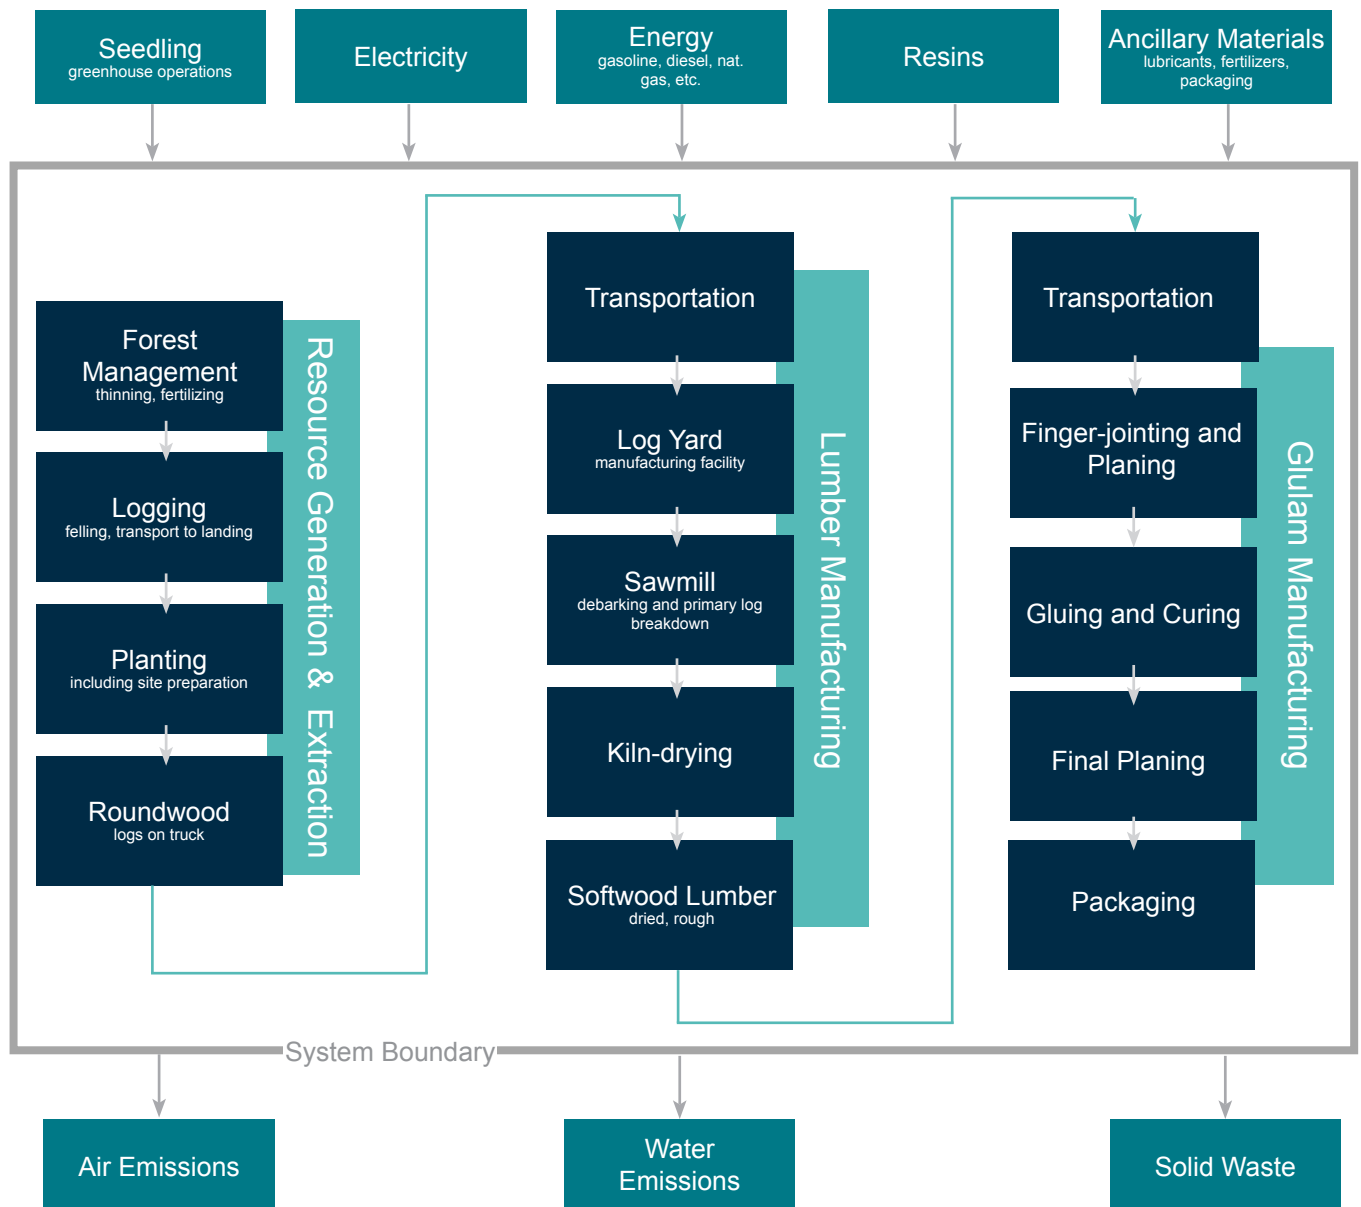 Seedling
greenhouse operations
Electricity
Energy
gasoline, diesel, nat.
gas, etc.
Resins
Ancillary Materials
lubricants, fertilizers,
packaging
Forest
Management
thinning, fertilizing
Logging
felling, transport to landing
Planting
including site preparation
Roundwood
logs on truck
Resource Generation & Extraction
Transportation
Log Yard
manufacturing facility
Sawmill
debarking and primary log
breakdown
Kiln-drying
Softwood Lumber
dried, rough
Lumber Manufacturing
Transportation
Finger-jointing and
Planing
Gluing and Curing
Final Planing
Packaging
Glulam Manufacturing
System Boundary
Air Emissions
Water
Emissions
Solid Waste